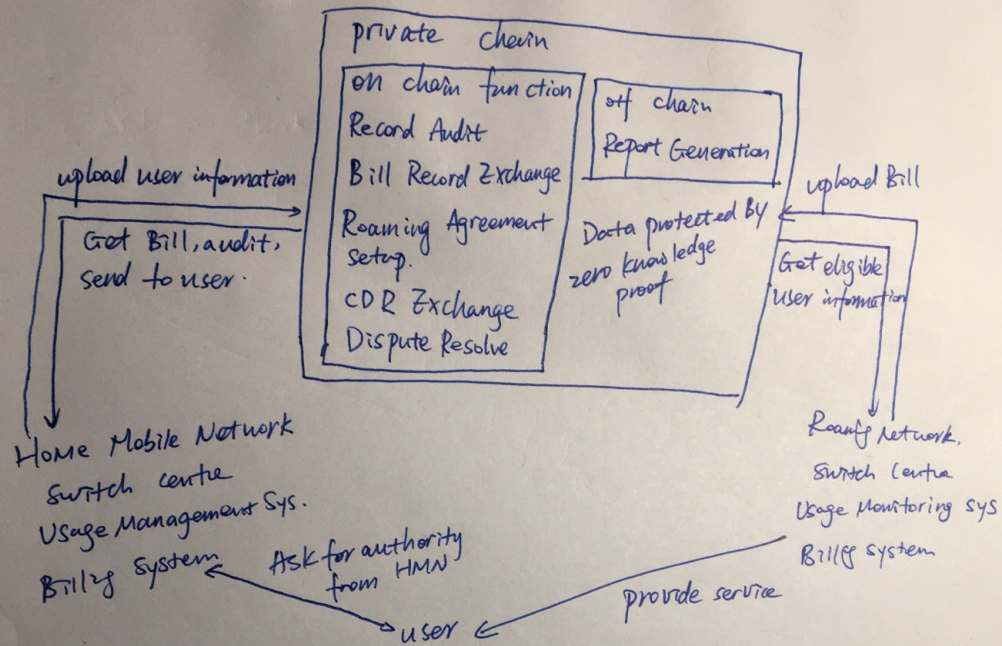 private chain
on chain function
Record Audit
Bill Record Exchange
Roaming Agreement
setup.
CDR Exchange
Dispute Resolve
off chain
Report Generation
Data protected By
zero knowledge
proof
upload user information
Get Bill, audit,
send to user.
upload Bill
Get eligible
user information
Home Mobile Network
Switch centre
Usage Management Sys.
Billing System
Roaming Network.
Switch Centre
Usage Monitoring sys
Billing system
Ask for authority
from HMN
provide service
user